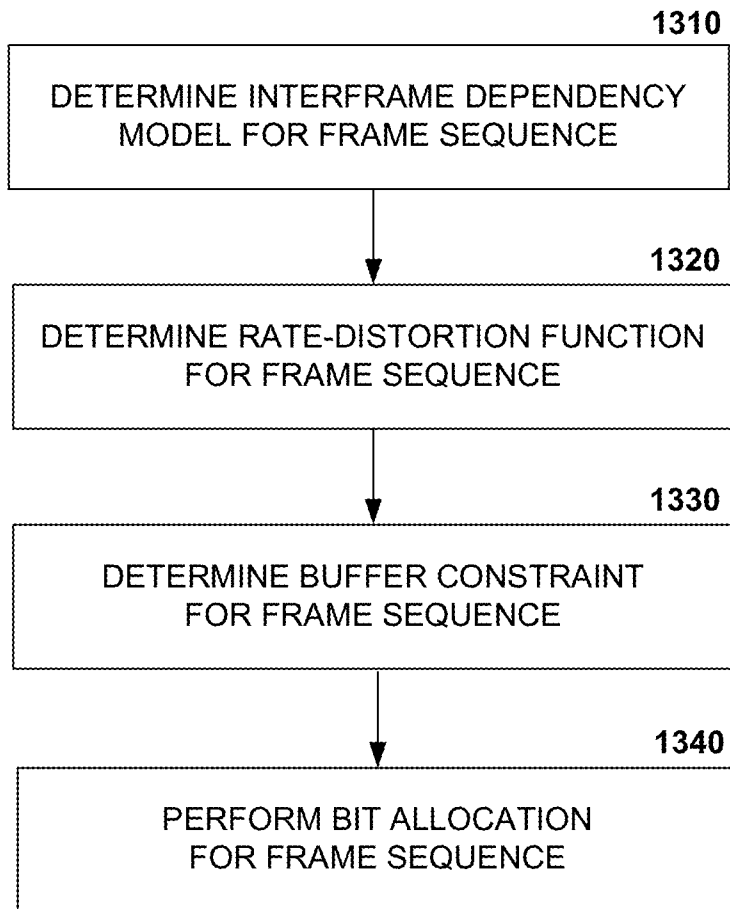 1310
DETERMINE INTERFRAME DEPENDENCY
MODEL FOR FRAME SEQUENCE
1320
DETERMINE RATE-DISTORTION FUNCTION
FOR FRAME SEQUENCE
1330
DETERMINE BUFFER CONSTRAINT
FOR FRAME SEQUENCE
1340
PERFORM BIT ALLOCATION
FOR FRAME SEQUENCE